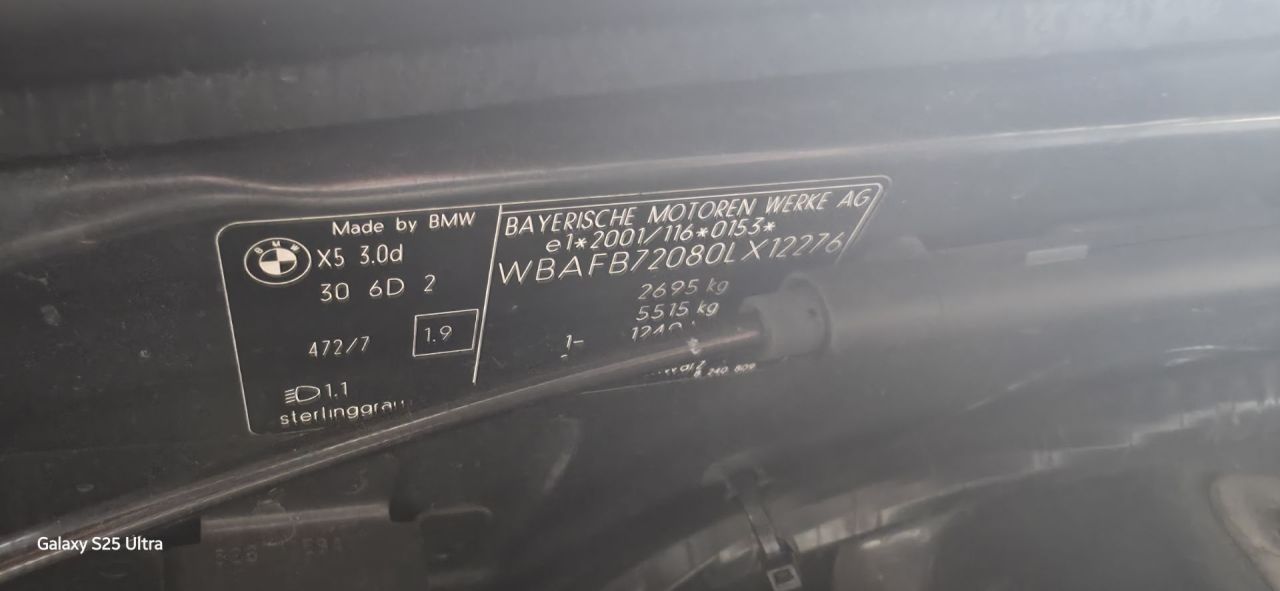 Made by BMW
BMW
X5 3.0d
30 6D 2
472/7
1.9
1.1
sterlinggrau
BAYERISCHE MOTOREN WERKE AG
e1*2001/116*0153*
WBAFB72080LX12276
2695 kg
5515 kg
1-
Galaxy S25 Ultra